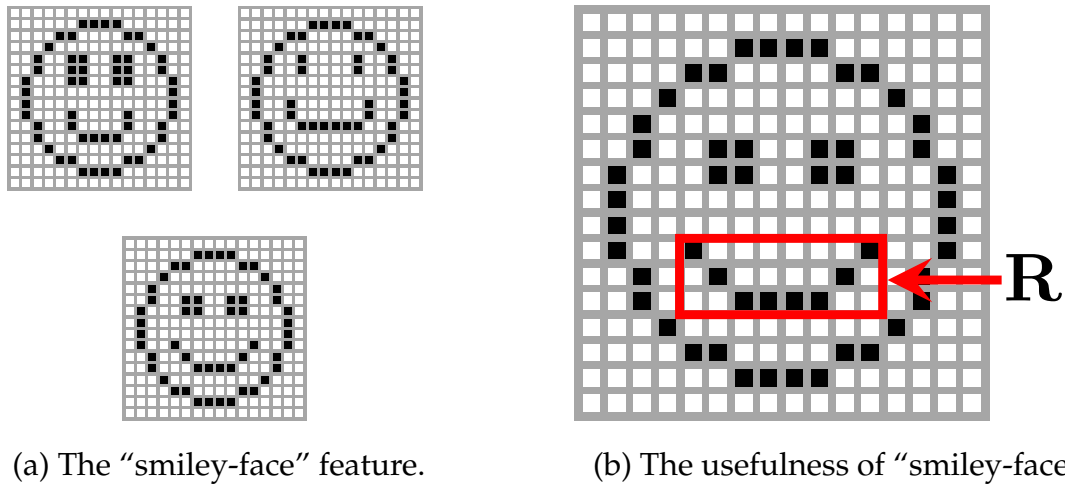 R
(a) The “smiley-face” feature.
(b) The usefulness of “smiley-face